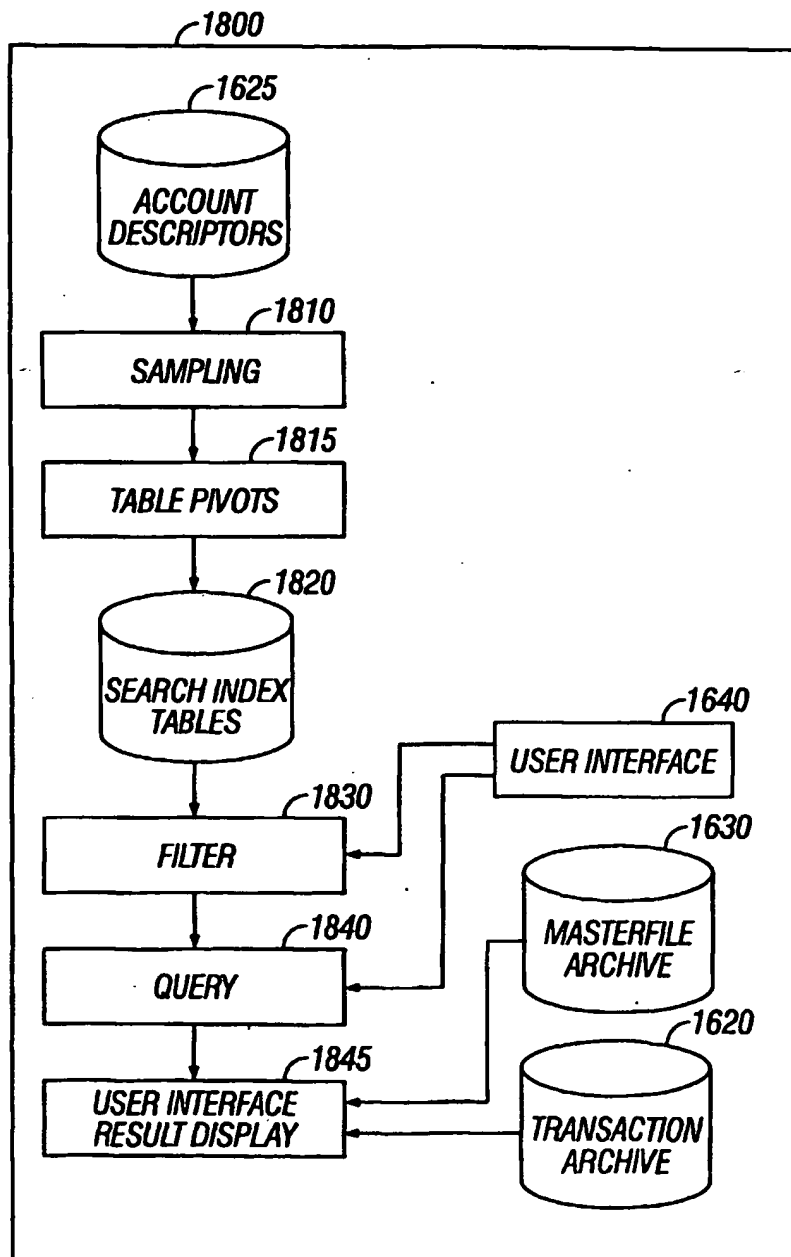 1800
1625
ACCOUNT
DESCRIPTORS
1810
SAMPLING
1815
TABLE PIVOTS
1820
SEARCH INDEX
TABLES
1640
USER INTERFACE
1830
FILTER
1630
MASTERFILE
ARCHIVE
1840
QUERY
1620
TRANSACTION
ARCHIVE
1845
USER INTERFACE
RESULT DISPLAY